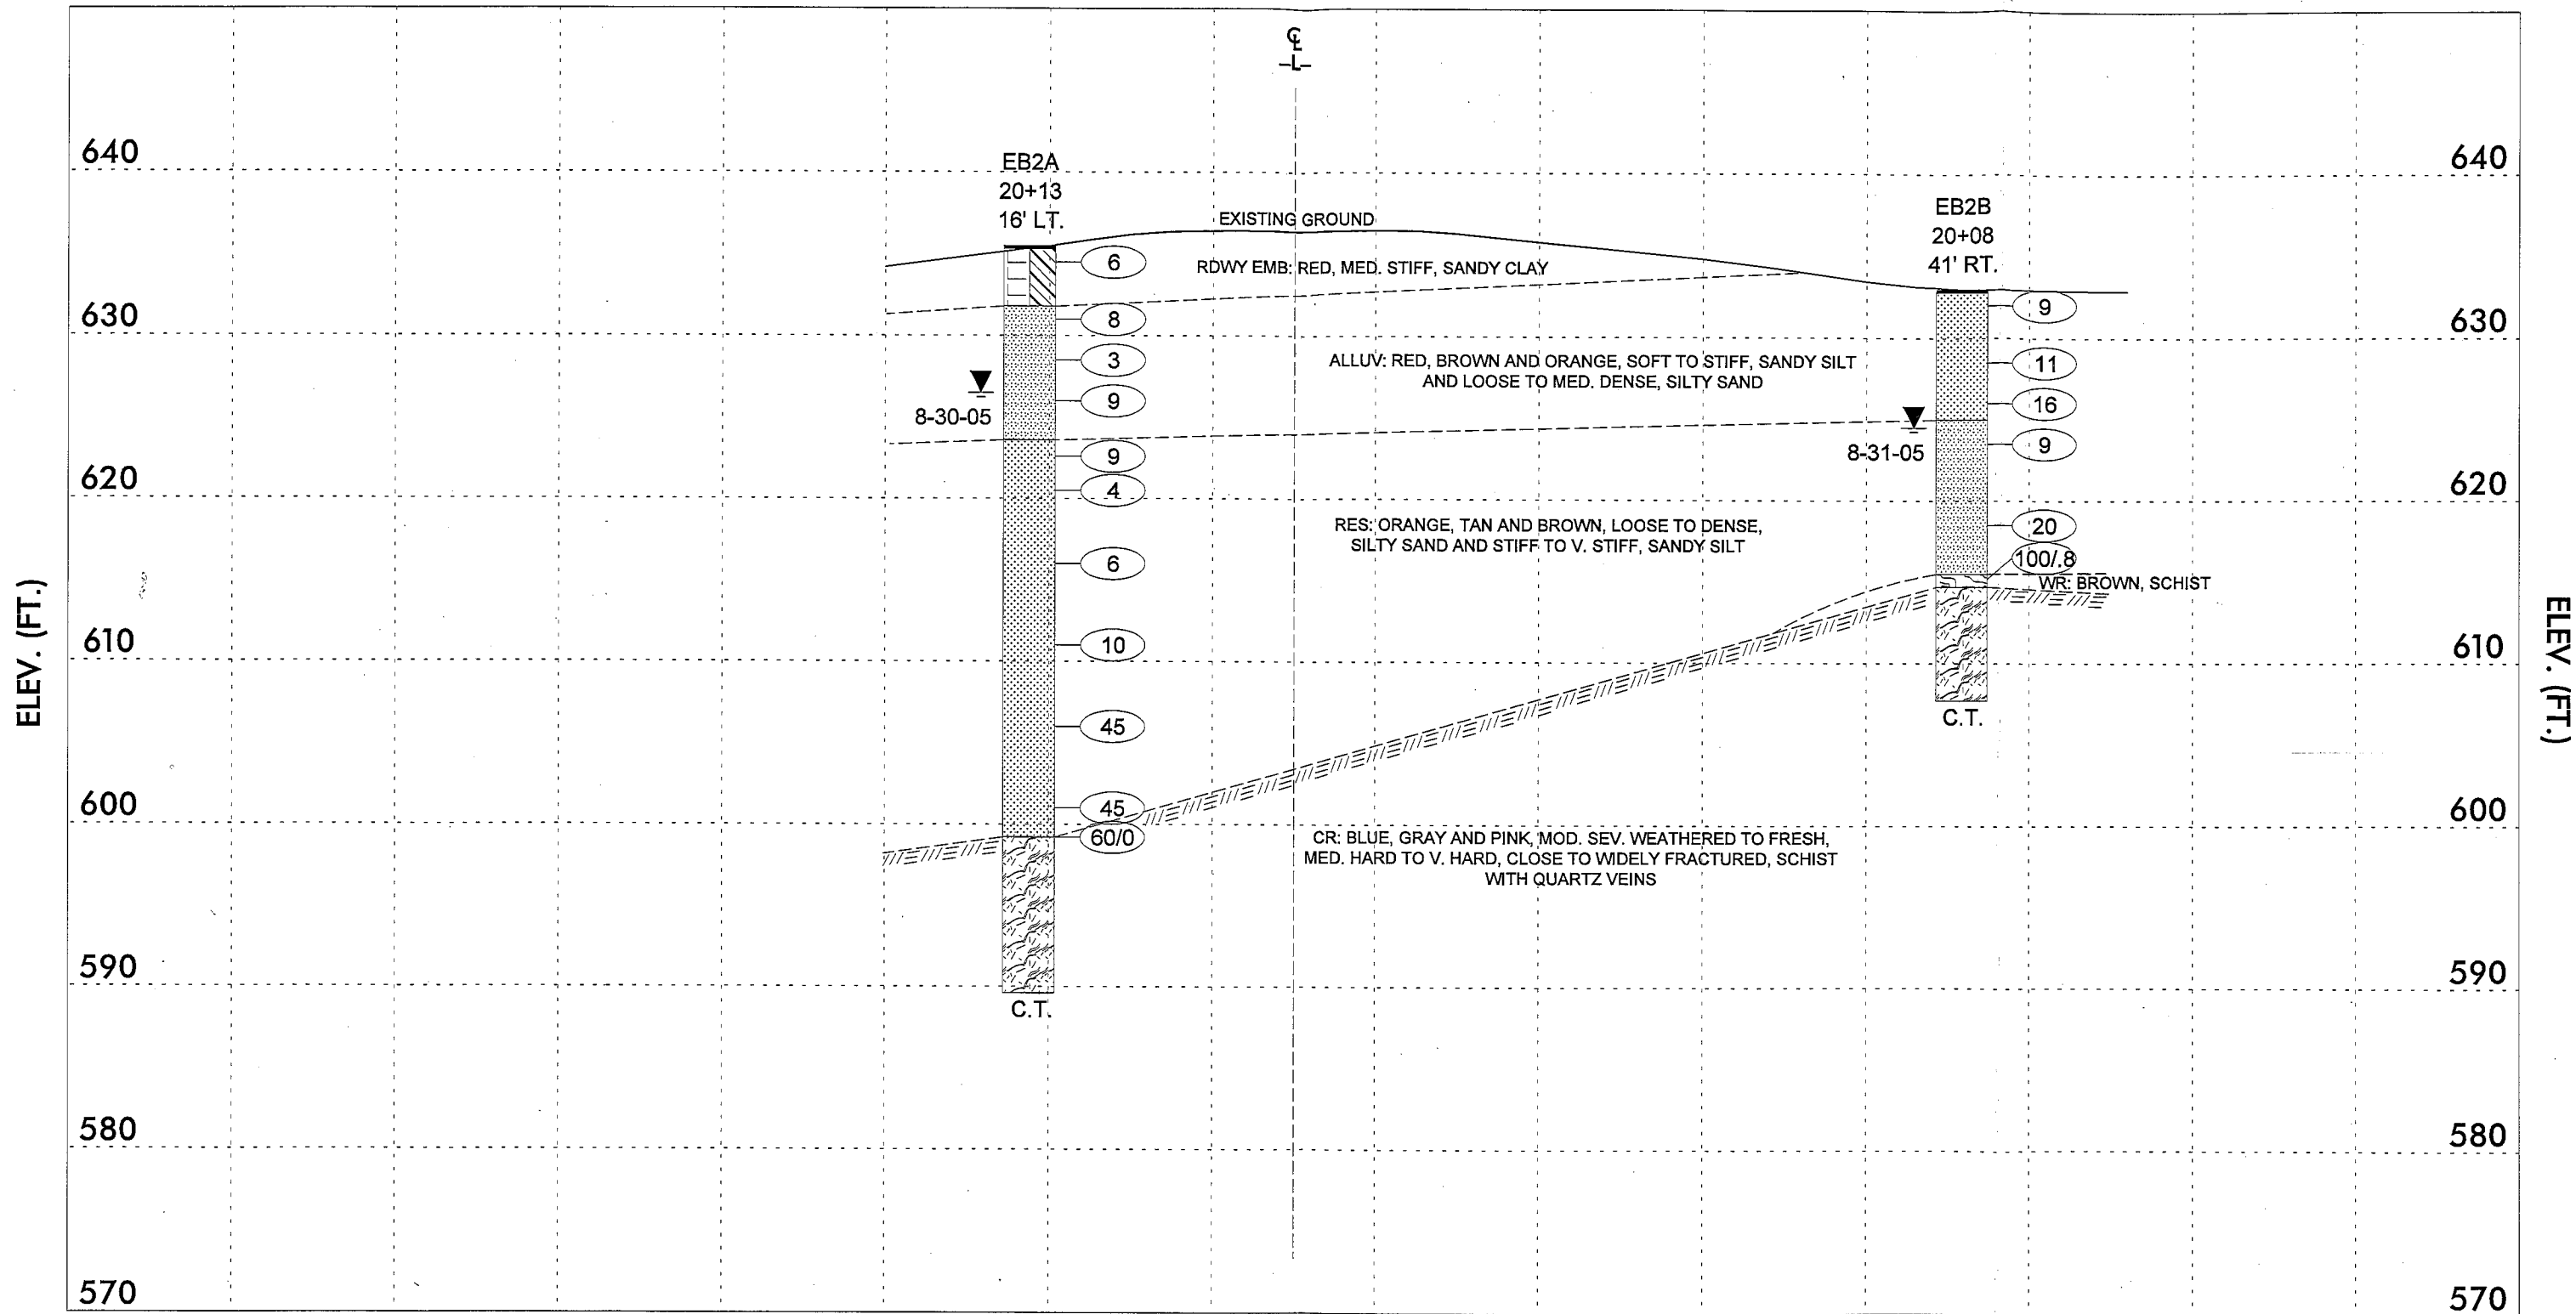 ℄
-L-
640
640
EB2A
20+13
16' LT.
EB2B
20+08
41' RT.
EXISTING GROUND
6
RDWY EMB: RED, MED. STIFF, SANDY CLAY
9
630
630
8
3
ALLUV: RED, BROWN AND ORANGE, SOFT TO STIFF, SANDY SILT
AND LOOSE TO MED. DENSE, SILTY SAND
11
8-30-05
9
16
9
8-31-05
9
620
620
4
RES: ORANGE, TAN AND BROWN, LOOSE TO DENSE,
SILTY SAND AND STIFF TO V. STIFF, SANDY SILT
20
6
100/.8
WR: BROWN, SCHIST
ELEV. (FT.)
ELEV. (FT.)
610
610
10
45
C.T.
600
600
45
60/0
CR: BLUE, GRAY AND PINK, MOD. SEV. WEATHERED TO FRESH,
MED. HARD TO V. HARD, CLOSE TO WIDELY FRACTURED, SCHIST
WITH QUARTZ VEINS
590
590
C.T.
580
580
570
570